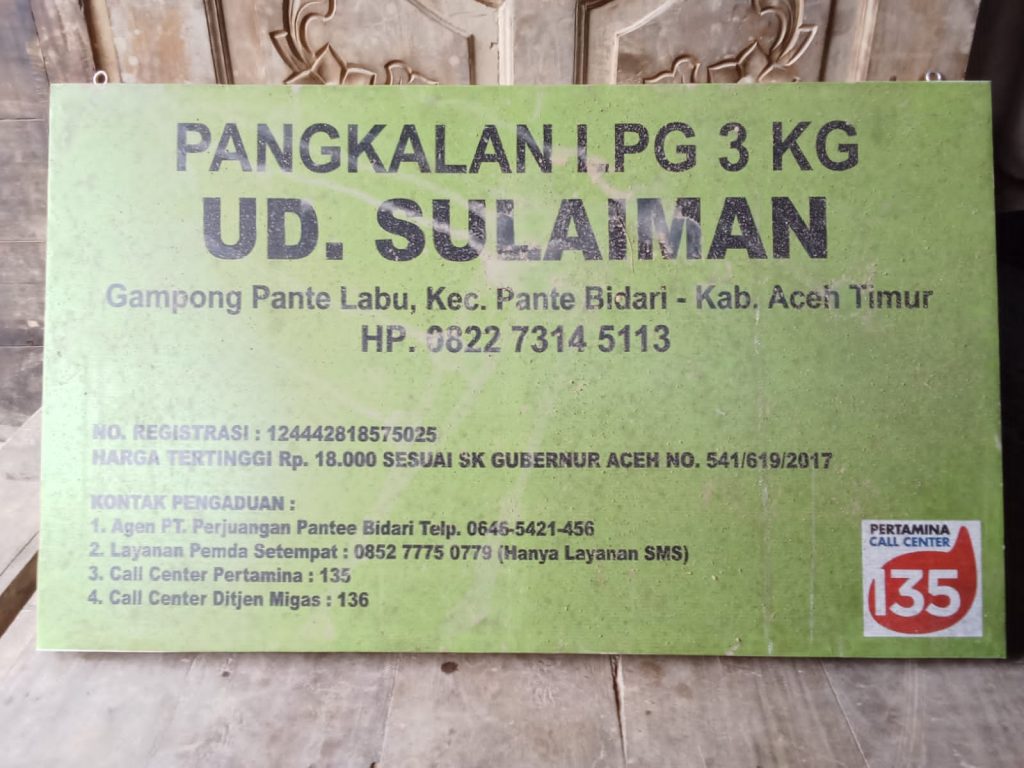 PANGKALAN LPG 3 KG
UD. SULAIMAN
Gampong Pante Labu, Kec. Pante Bidari - Kab. Aceh Timur
HP. 0822 7314 5113
NO. REGISTRASI : 124442818575025
HARGA TERTINGGI Rp. 18.000 SESUAI SK GUBERNUR ACEH NO. 541/619/2017
KONTAK PENGADUAN :
1. Agen PT. Perjuangan Pantee Bidari Telp. 0646-5421-456
2. Layanan Pemda Setempat : 0852 7775 0779 (Hanya Layanan SMS)
3. Call Center Pertamina : 135
4. Call Center Ditjen Migas : 136
PERTAMINA
CALL CENTER
135